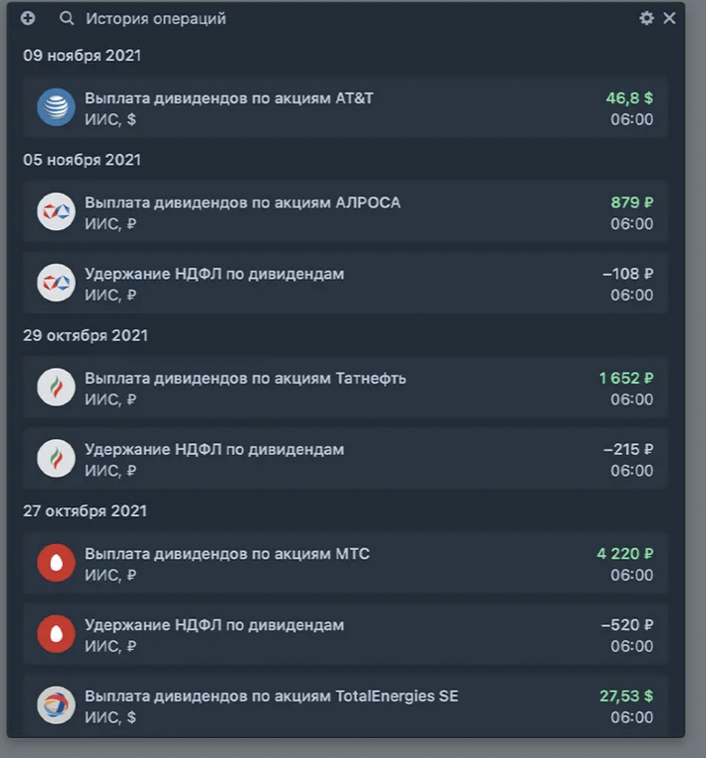 История операций
09 ноября 2021
Выплата дивидендов по акциям AT&T 46,8 $
ИИС, $ 06:00
05 ноября 2021
Выплата дивидендов по акциям АЛРОСА 879 ₽
ИИС, ₽ 06:00
Удержание НДФЛ по дивидендам −108 ₽
ИИС, ₽ 06:00
29 октября 2021
Выплата дивидендов по акциям Татнефть 1 652 ₽
ИИС, ₽ 06:00
Удержание НДФЛ по дивидендам −215 ₽
ИИС, ₽ 06:00
27 октября 2021
Выплата дивидендов по акциям МТС 4 220 ₽
ИИС, ₽ 06:00
Удержание НДФЛ по дивидендам −520 ₽
ИИС, ₽ 06:00
Выплата дивидендов по акциям TotalEnergies SE 27,53 $
ИИС, $ 06:00